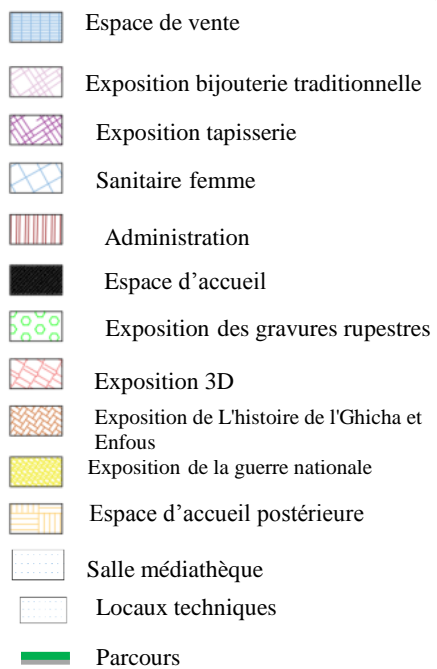 Espace de vente
Exposition bijouterie traditionnelle
Exposition tapisserie
Sanitaire femme
Administration
Espace d’accueil
Exposition des gravures rupestres
Exposition 3D
Exposition de L'histoire de l'Ghicha et
Enfous
Exposition de la guerre nationale
Espace d’accueil postérieure
Salle médiathèque
Locaux techniques
Parcours